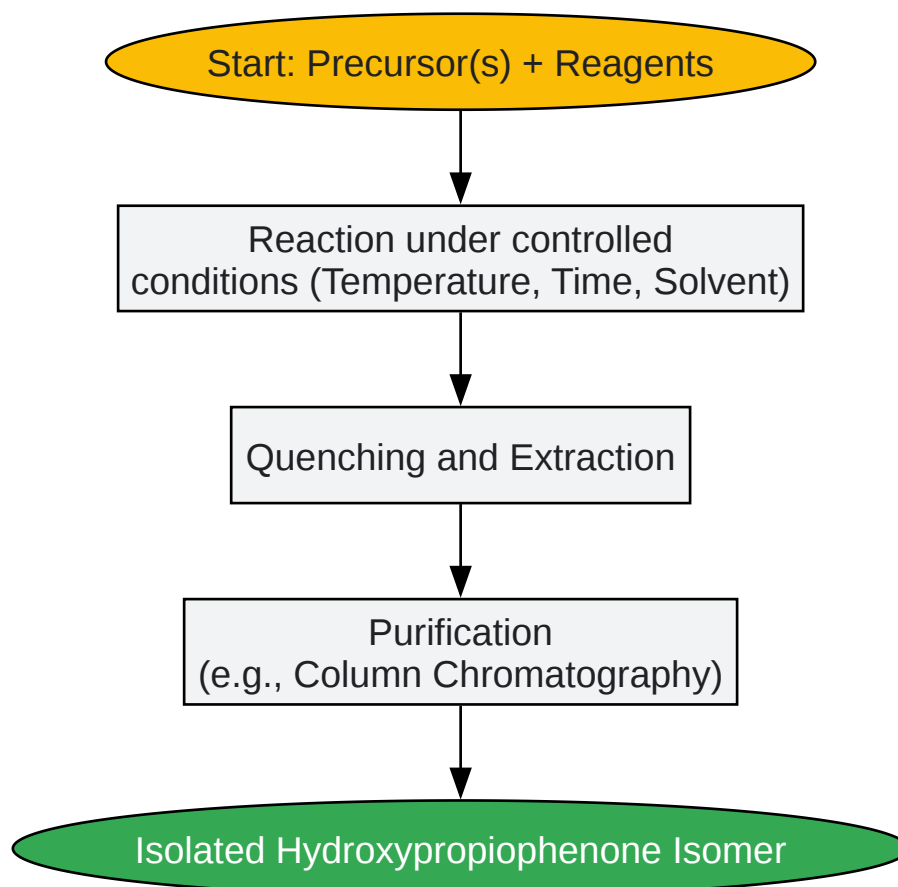 Start: Precursor(s) + Reagents
Reaction under controlled
conditions (Temperature, Time, Solvent)
Quenching and Extraction
Purification
(e.g., Column Chromatography)
Isolated Hydroxypropiophenone Isomer